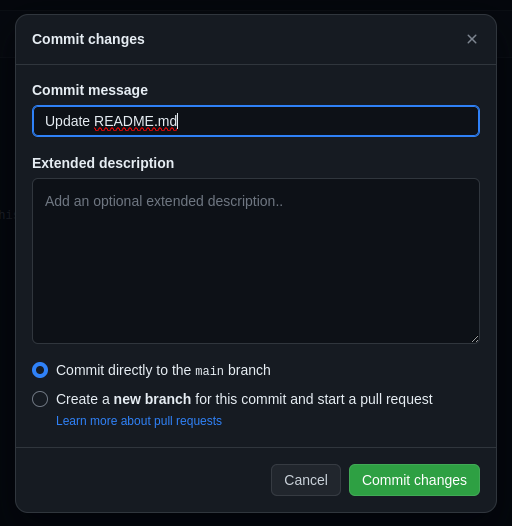 Commit changes
Commit message
Update README.md
Extended description
Add an optional extended description..
Commit directly to the main branch
Create a new branch for this commit and start a pull request
Learn more about pull requests
Cancel
Commit changes